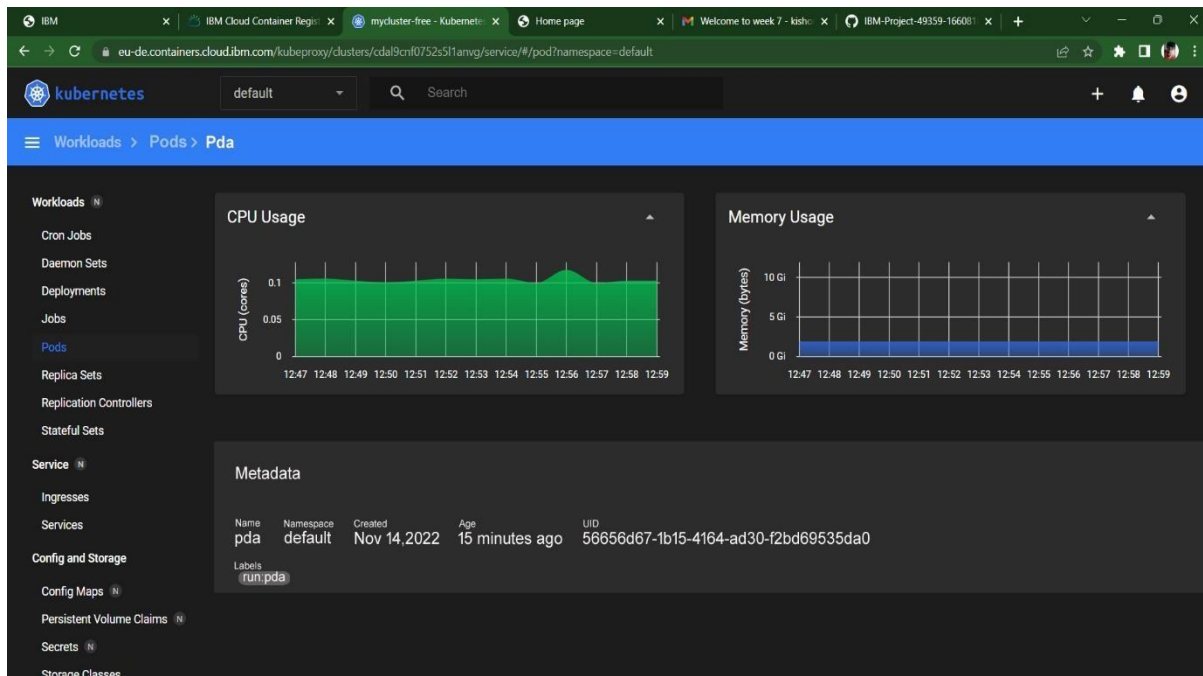 IBM
IBM Cloud Container Regist
mycluster-free - Kubernetes
Home page
Welcome to week 7 - kisho
IBM-Project-49359-166081
eu-de.containers.cloud.ibm.com/kubeproxy/clusters/cdal9cnf0752s5l1anvg/service/#/pod?namespace=default
kubernetes
default
Search
Workloads > Pods > Pda
Workloads N
Cron Jobs
Daemon Sets
Deployments
Jobs
Pods
Replica Sets
Replication Controllers
Stateful Sets
Service N
Ingresses
Services
Config and Storage
Config Maps N
Persistent Volume Claims N
Secrets N
Storage Classes
CPU Usage
CPU (cores)
0.1
0.05
0
12:47 12:48 12:49 12:50 12:51 12:52 12:53 12:54 12:55 12:56 12:57 12:58 12:59
Memory Usage
Memory (bytes)
10 Gi
5 Gi
0 Gi
12:47 12:48 12:49 12:50 12:51 12:52 12:53 12:54 12:55 12:56 12:57 12:58 12:59
Metadata
Name Namespace Created Age UID
pda default Nov 14,2022 15 minutes ago 56656d67-1b15-4164-ad30-f2bd69535da0
Labels
run:pda